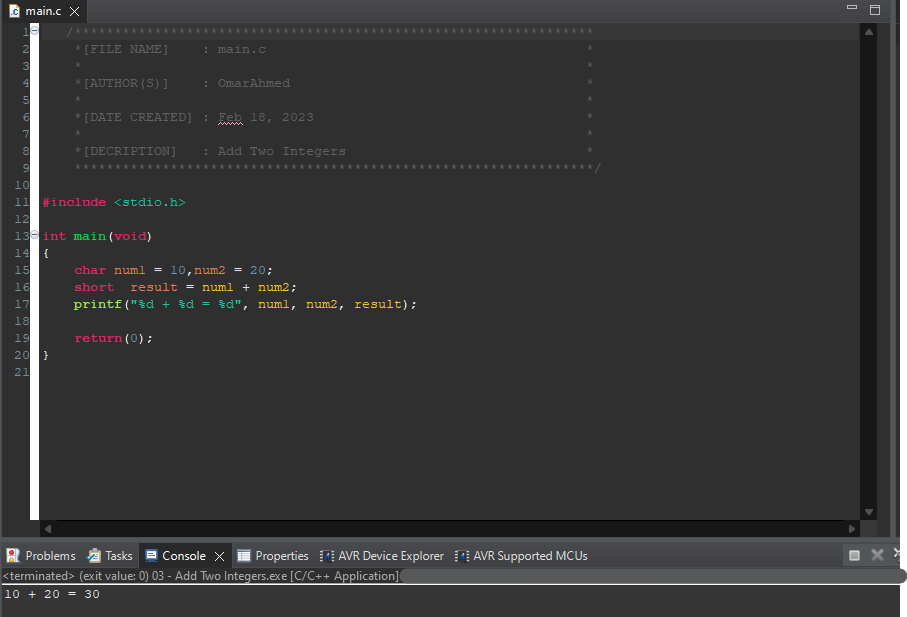 main.c
1 /*****************************************************************
2 *[FILE NAME] : main.c *
3 * *
4 *[AUTHOR(S)] : OmarAhmed *
5 * *
6 *[DATE CREATED] : Feb 18, 2023 *
7 * *
8 *[DECRIPTION] : Add Two Integers *
9 *****************************************************************/
10
11 #include <stdio.h>
12
13 int main(void)
14 {
15 char num1 = 10,num2 = 20;
16 short result = num1 + num2;
17 printf("%d + %d = %d", num1, num2, result);
18
19 return(0);
20 }
21
Problems Tasks Console Properties AVR Device Explorer AVR Supported MCUs
<terminated> (exit value: 0) 03 - Add Two Integers.exe [C/C++ Application]
10 + 20 = 30